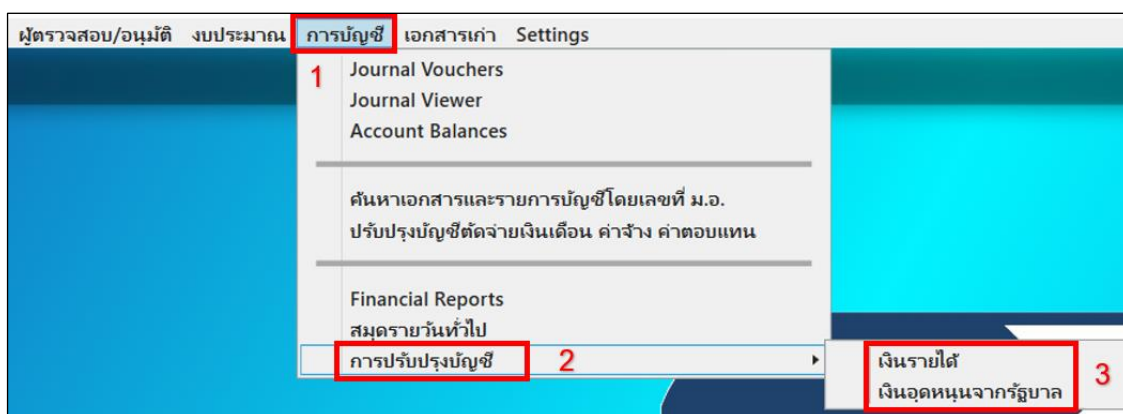 ผู้ตรวจสอบ/อนุมัติ งบประมาณ การบัญชี เอกสารเก่า Settings
1
Journal Vouchers
Journal Viewer
Account Balances
ค้นหาเอกสารและรายการบัญชีโดยเลขที่ ม.อ.
ปรับปรุงบัญชีตัดจ่ายเงินเดือน ค่าจ้าง ค่าตอบแทน
Financial Reports
สมุดรายวันทั่วไป
การปรับปรุงบัญชี 2
เงินรายได้
เงินอุดหนุนจากรัฐบาล
3